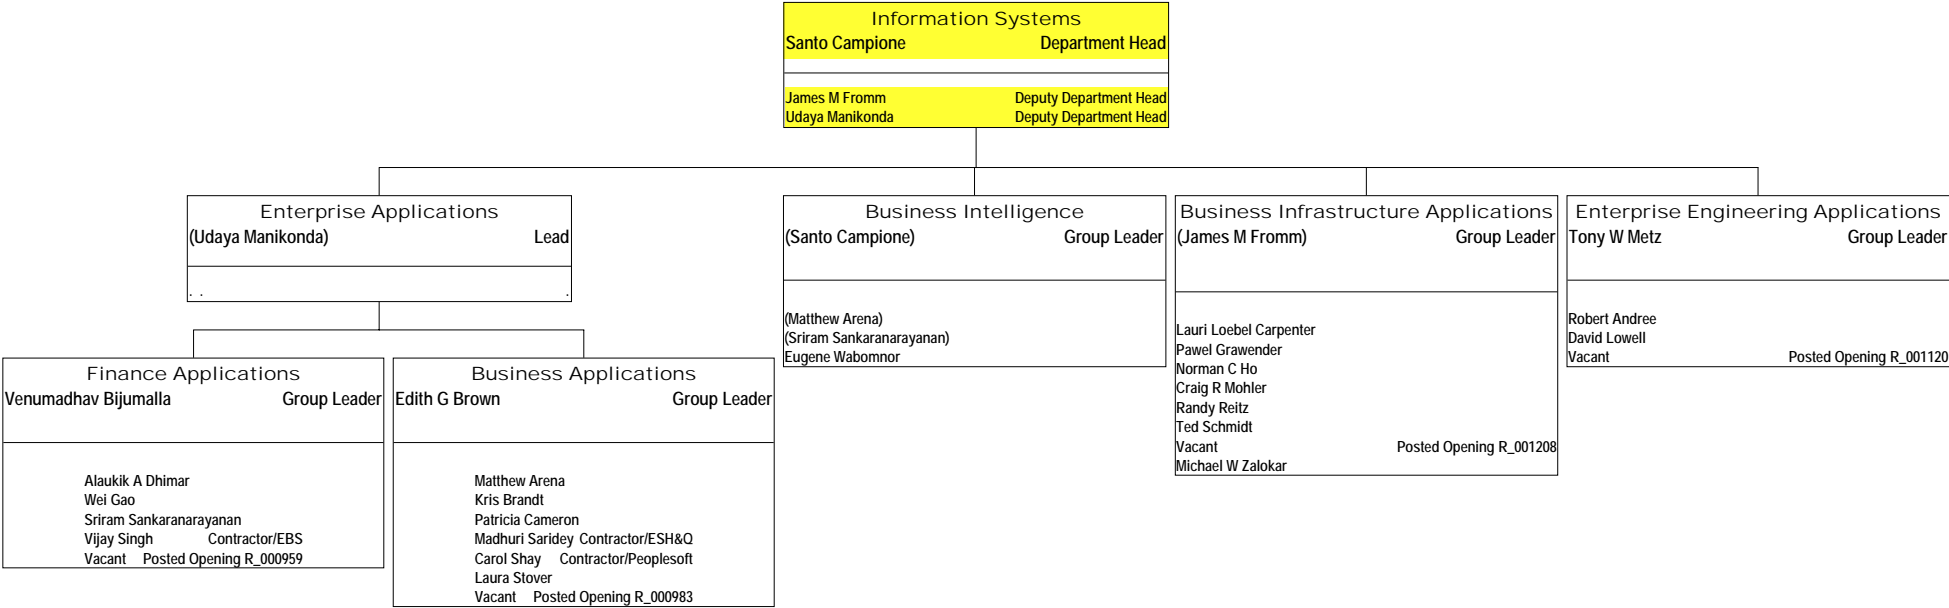 Information Systems
Santo Campione Department Head
James M Fromm Deputy Department Head
Udaya Manikonda Deputy Department Head
Enterprise Applications
(Udaya Manikonda) Lead
. . .
Business Intelligence
(Santo Campione) Group Leader
(Matthew Arena)
(Sriram Sankaranarayanan)
Eugene Wabomnor
Business Infrastructure Applications
(James M Fromm) Group Leader
Lauri Loebel Carpenter
Pawel Grawender
Norman C Ho
Craig R Mohler
Randy Reitz
Ted Schmidt
Vacant Posted Opening R_001208
Michael W Zalokar
Enterprise Engineering Applications
Tony W Metz Group Leader
Robert Andree
David Lowell
Vacant Posted Opening R_001120
Finance Applications
Venumadhav Bijumalla Group Leader
Alaukik A Dhimar
Wei Gao
Sriram Sankaranarayanan
Vijay Singh Contractor/EBS
Vacant Posted Opening R_000959
Business Applications
Edith G Brown Group Leader
Matthew Arena
Kris Brandt
Patricia Cameron
Madhuri Saridey Contractor/ESH&Q
Carol Shay Contractor/Peoplesoft
Laura Stover
Vacant Posted Opening R_000983